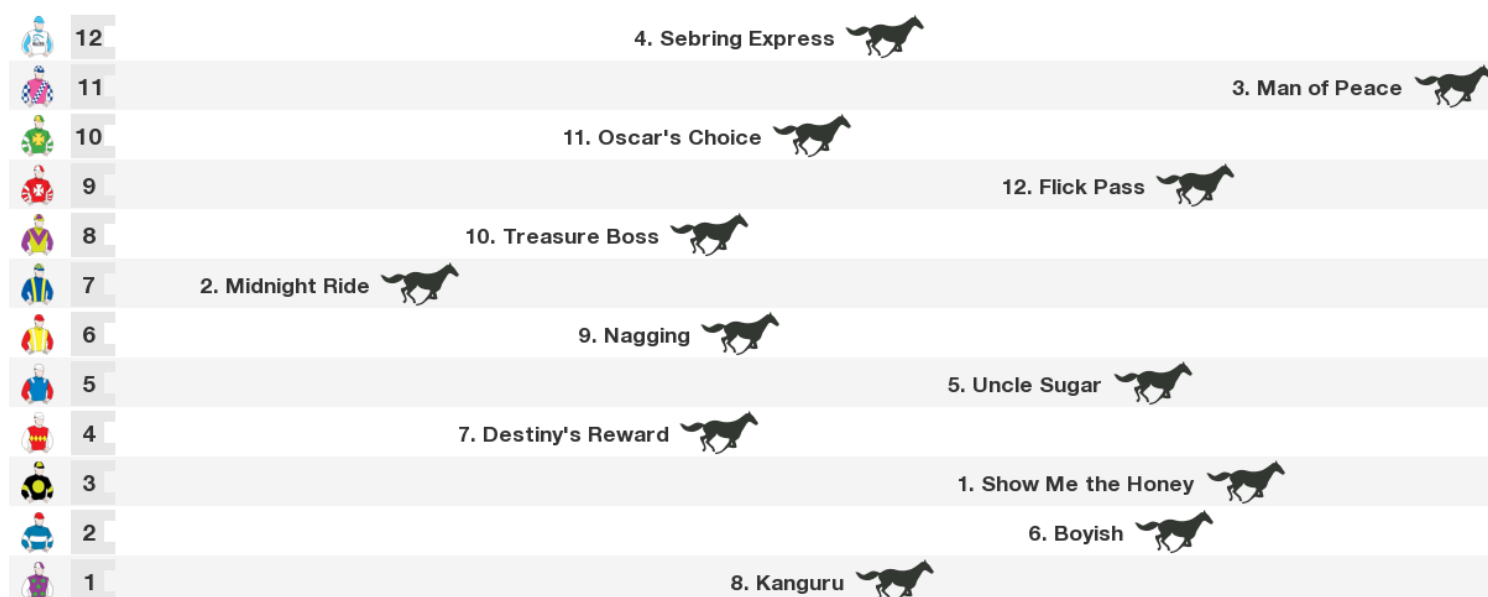 12 4. Sebring Express
11 3. Man of Peace
10 11. Oscar's Choice
9 12. Flick Pass
8 10. Treasure Boss
7 2. Midnight Ride
6 9. Nagging
5 5. Uncle Sugar
4 7. Destiny's Reward
3 1. Show Me the Honey
2 6. Boyish
1 8. Kanguru